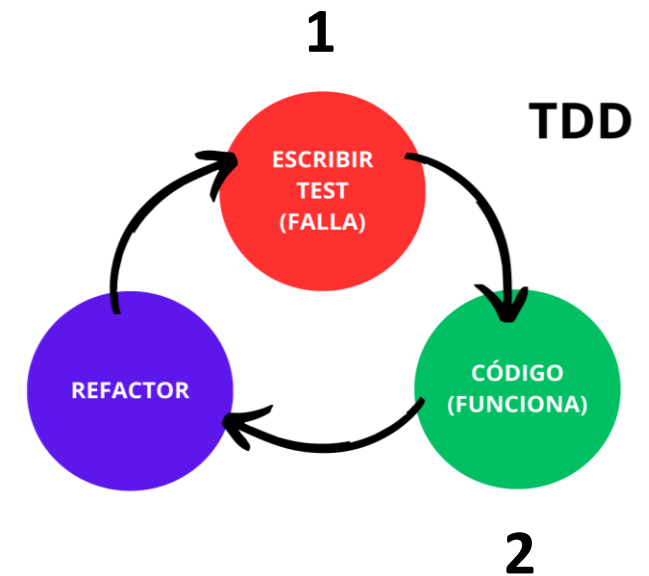 1
TDD
ESCRIBIR
TEST
(FALLA)
CÓDIGO
(FUNCIONA)
REFACTOR
2